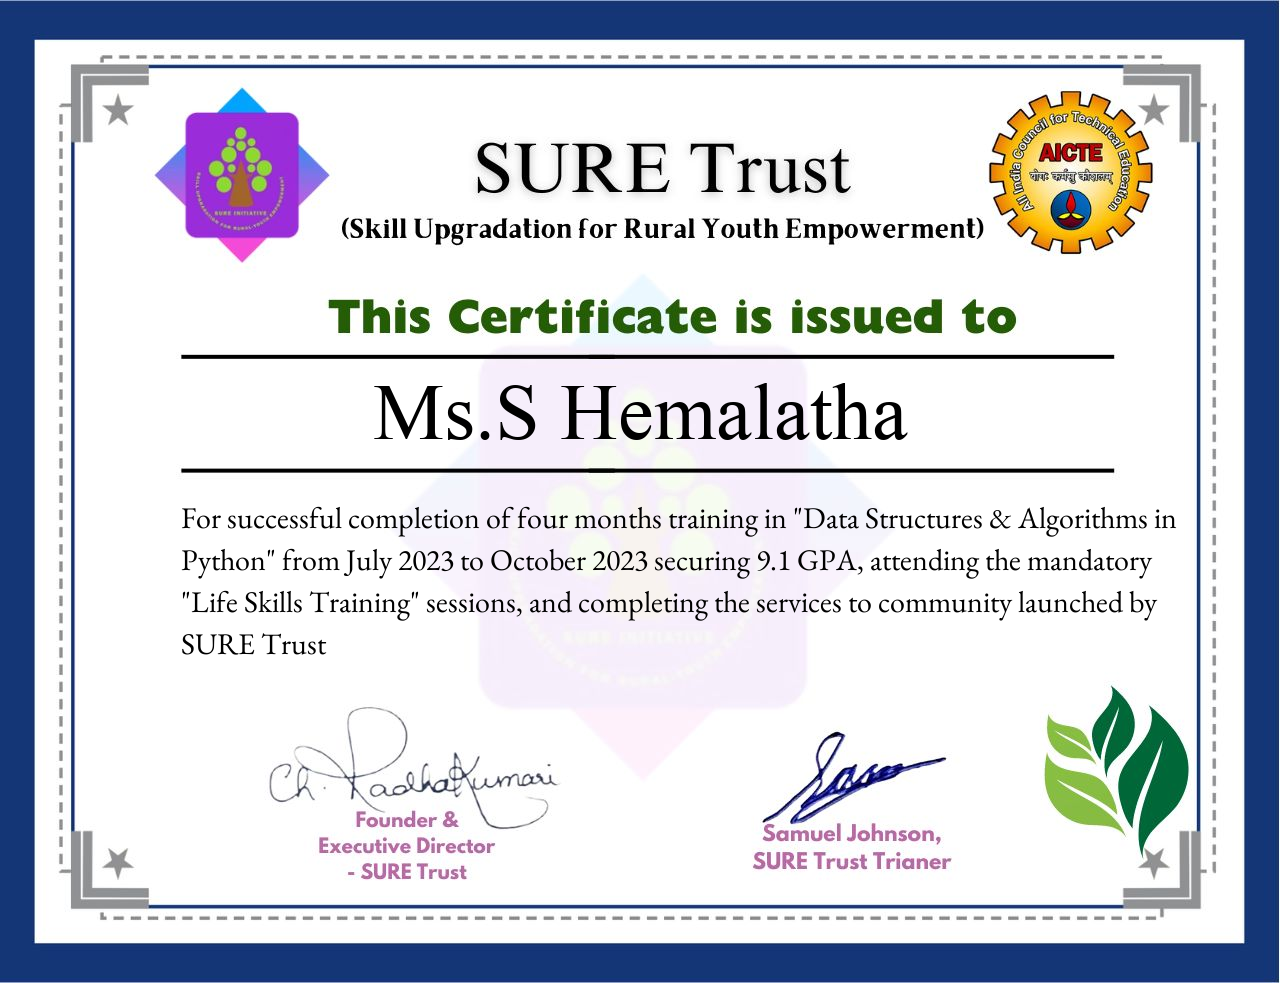 SURE Trust
(Skill Upgradation for Rural Youth Empowerment)
SKILL UPGRADATION FOR RURAL-YOUTH EMPOWERMENT
SURE INITIATIVE
All India Council for Technical Education
AICTE
योगः कर्मसु कौशलम्
This Certificate is issued to
Ms.S Hemalatha
For successful completion of four months training in "Data Structures & Algorithms in
Python" from July 2023 to October 2023 securing 9.1 GPA, attending the mandatory
"Life Skills Training" sessions, and completing the services to community launched by
SURE Trust
SURE INITIATIVE
Ch. RadhaKumari
Founder &
Executive Director
- SURE Trust
Samuel Johnson,
SURE Trust Trianer